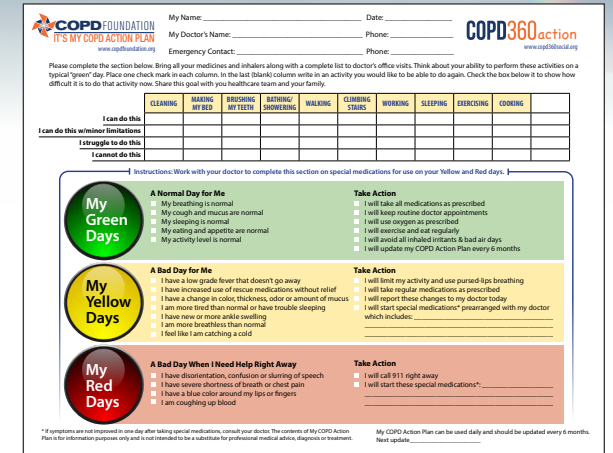 COPDFOUNDATION
IT'S MY COPD ACTION PLAN
www.copdfoundation.org
My Name: Date:
My Doctor's Name: Phone:
Emergency Contact: Phone:
COPD360action
www.copd360social.org
Please complete the section below. Bring all your medicines and inhalers along with a complete list to doctor's office visits. Think about your ability to perform these activities on a
typical "green" day. Place one check mark in each column. In the last (blank) column write in an activity you would like to be able to do again. Check the box below it to show how
difficult it is to do that activity now. Share this goal with you healthcare team and your family.
CLEANING MAKING MY BED BRUSHING MY TEETH BATHING/ SHOWERING WALKING CLIMBING STAIRS WORKING SLEEPING EXERCISING COOKING
I can do this
I can do this w/minor limitations
I struggle to do this
I cannot do this
Instructions: Work with your doctor to complete this section on special medications for use on your Yellow and Red days.
My
Green
Days
A Normal Day for Me
My breathing is normal
My cough and mucus are normal
My sleeping is normal
My eating and appetite are normal
My activity level is normal
Take Action
I will take all medications as prescribed
I will keep routine doctor appointments
I will use oxygen as prescribed
I will exercise and eat regularly
I will avoid all inhaled irritants & bad air days
I will update my COPD Action Plan every 6 months
My
Yellow
Days
A Bad Day for Me
I have a low grade fever that doesn't go away
I have increased use of rescue medications without relief
I have a change in color, thickness, odor or amount of mucus
I am more tired than normal or have trouble sleeping
I have new or more ankle swelling
I am more breathless than normal
I feel like I am catching a cold
Take Action
I will limit my activity and use pursed-lips breathing
I will take regular medications as prescribed
I will report these changes to my doctor today
I will start special medications* prearranged with my doctor
which includes:
My
Red
Days
A Bad Day When I Need Help Right Away
I have disorientation, confusion or slurring of speech
I have severe shortness of breath or chest pain
I have a blue color around my lips or fingers
I am coughing up blood
Take Action
I will call 911 right away
I will start these special medications*:
* If symptoms are not improved in one day after taking special medications, consult your doctor. The contents of My COPD Action
Plan is for information purposes only and is not intended to be a substitute for professional medical advice, diagnosis or treatment.
My COPD Action Plan can be used daily and should be updated every 6 months.
Next update